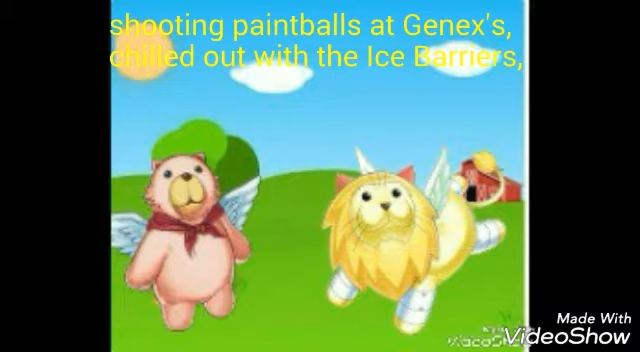 shooting paintballs at Genex's,
chilled out with the Ice Barriers,
Made With
VideoShow